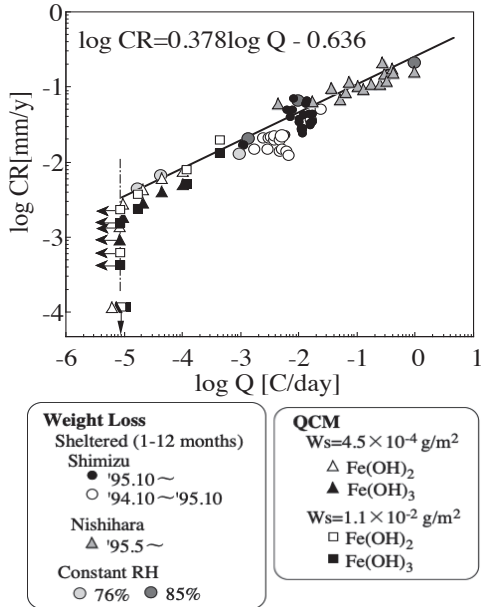 log CR=0.378log Q - 0.636
log CR[mm/y]
0
-1
-2
-3
-4
-6 -5 -4 -3 -2 -1 0 1
log Q [C/day]
Weight Loss
Sheltered (1-12 months)
Shimizu
'95.10~
'94.10~'95.10
Nishihara
'95.5~
Constant RH
76% 85%
QCM
Ws=4.5×10⁻⁴ g/m²
Fe(OH)₂
Fe(OH)₃
Ws=1.1×10⁻² g/m²
Fe(OH)₂
Fe(OH)₃